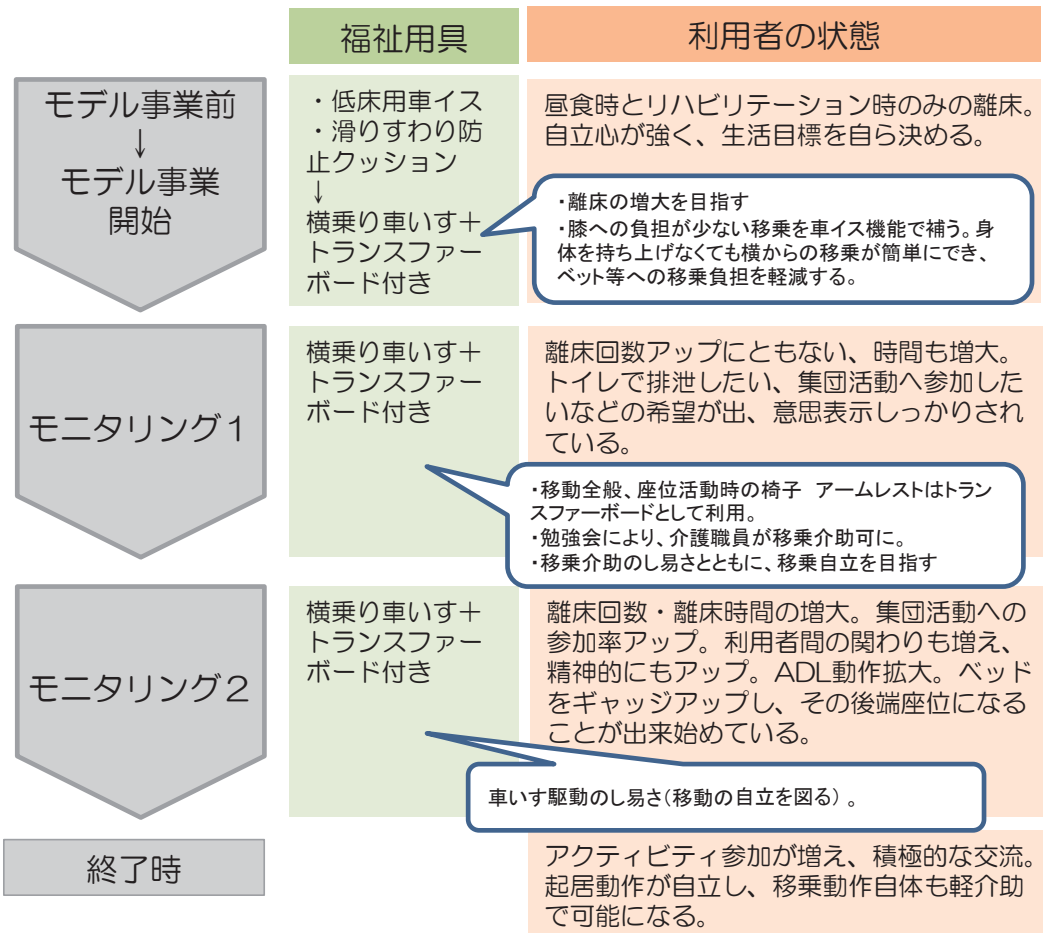 福祉用具
利用者の状態
モデル事業前
↓
モデル事業
開始
・低床用車イス
・滑りすわり防
止クッション
↓
横乗り車いす＋
トランスファー
ボード付き
昼食時とリハビリテーション時のみの離床。
自立心が強く、生活目標を自ら決める。
・離床の増大を目指す
・膝への負担が少ない移乗を車イス機能で補う。身
体を持ち上げなくても横からの移乗が簡単にでき、
ベット等への移乗負担を軽減する。
モニタリング１
横乗り車いす＋
トランスファー
ボード付き
離床回数アップにともない、時間も増大。
トイレで排泄したい、集団活動へ参加した
いなどの希望が出、意思表示しっかりされ
ている。
・移動全般、座位活動時の椅子　アームレストはトラン
スファーボードとして利用。
・勉強会により、介護職員が移乗介助可に。
・移乗介助のし易さとともに、移乗自立を目指す
モニタリング２
横乗り車いす＋
トランスファー
ボード付き
離床回数・離床時間の増大。集団活動への
参加率アップ。利用者間の関わりも増え、
精神的にもアップ。ADL動作拡大。ベッド
をギャッジアップし、その後端座位になる
ことが出来始めている。
車いす駆動のし易さ（移動の自立を図る）。
終了時
アクティビティ参加が増え、積極的な交流。
起居動作が自立し、移乗動作自体も軽介助
で可能になる。